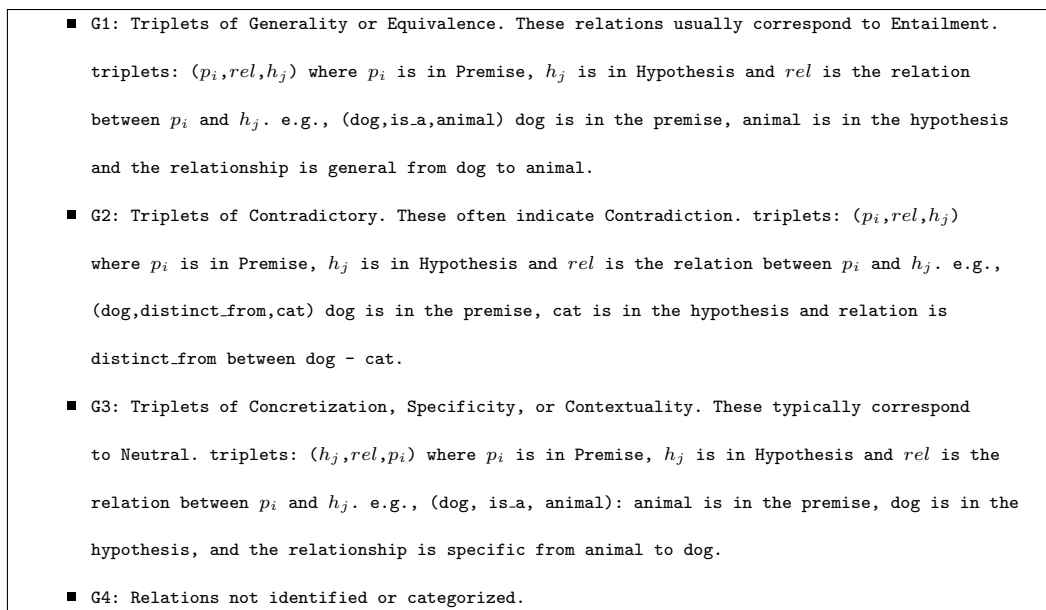 ▪ G1: Triplets of Generality or Equivalence. These relations usually correspond to Entailment.
triplets: (p_i,rel,h_j) where p_i is in Premise, h_j is in Hypothesis and rel is the relation
between p_i and h_j. e.g., (dog,is_a,animal) dog is in the premise, animal is in the hypothesis
and the relationship is general from dog to animal.
▪ G2: Triplets of Contradictory. These often indicate Contradiction. triplets: (p_i,rel,h_j)
where p_i is in Premise, h_j is in Hypothesis and rel is the relation between p_i and h_j. e.g.,
(dog,distinct_from,cat) dog is in the premise, cat is in the hypothesis and relation is
distinct_from between dog - cat.
▪ G3: Triplets of Concretization, Specificity, or Contextuality. These typically correspond
to Neutral. triplets: (h_j,rel,p_i) where p_i is in Premise, h_j is in Hypothesis and rel is the
relation between p_i and h_j. e.g., (dog, is_a, animal): animal is in the premise, dog is in the
hypothesis, and the relationship is specific from animal to dog.
▪ G4: Relations not identified or categorized.